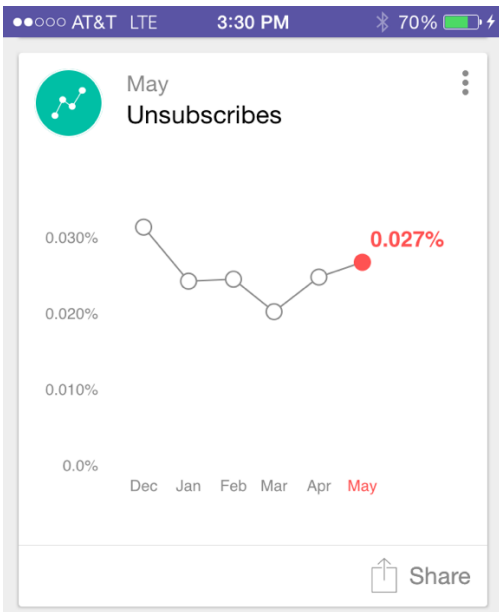 AT&T LTE 3:30 PM 70%
May
Unsubscribes
0.030%
0.027%
0.020%
0.010%
0.0%
Dec Jan Feb Mar Apr May
Share